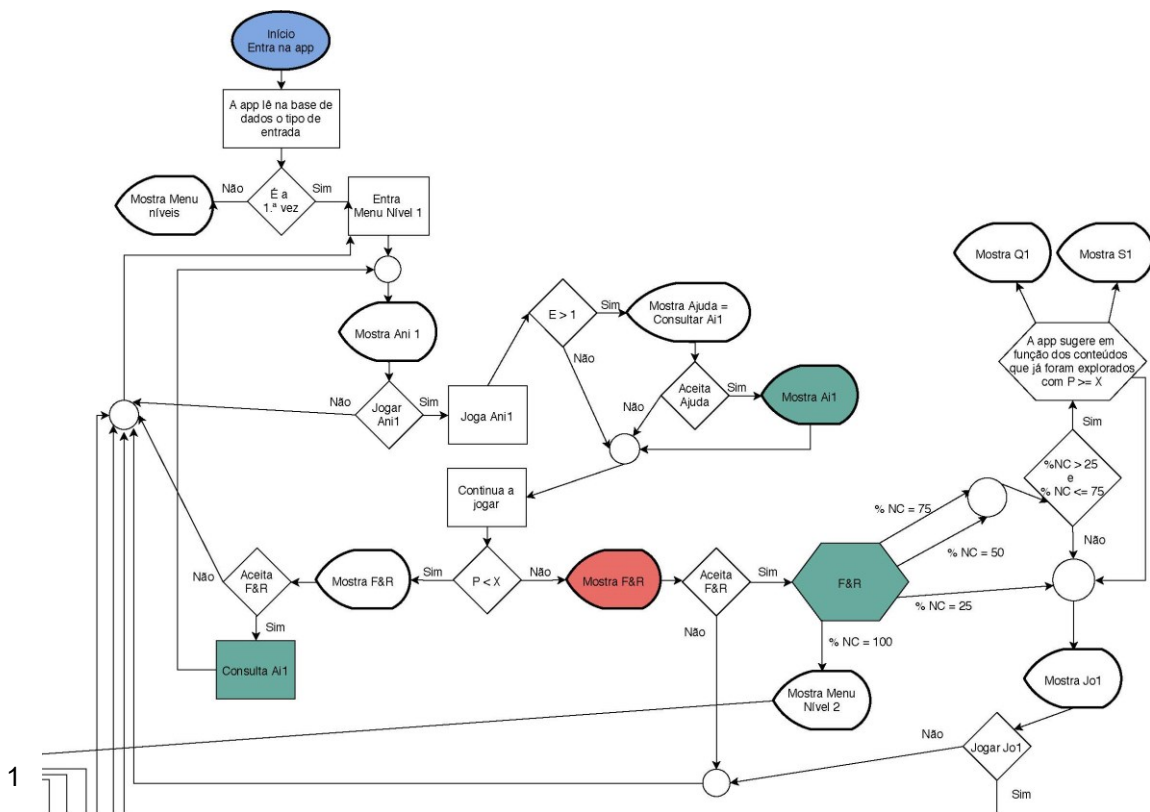 Início
Entra na app
A app lê na base de
dados o tipo de
entrada
Não
É a
1.ª vez
Sim
Mostra Menu
níveis
Entra
Menu Nível 1
Mostra Ani 1
Não
Jogar
Ani1
Sim
Joga Ani1
E > 1
Sim
Não
Mostra Ajuda =
Consultar Ai1
Aceita
Ajuda
Sim
Não
Mostra Ai1
Mostra Q1
Mostra S1
A app sugere em
função dos conteúdos
que já foram explorados
com P >= X
Sim
%NC > 25
e
% NC <= 75
Não
Continua a
jogar
P < X
Sim
Não
Mostra F&R
Aceita
F&R
Não
Sim
Consulta Ai1
Mostra F&R
Aceita
F&R
Sim
Não
F&R
% NC = 75
% NC = 50
% NC = 25
% NC = 100
Mostra Menu
Nível 2
Mostra Jo1
Jogar Jo1
Não
Sim
1